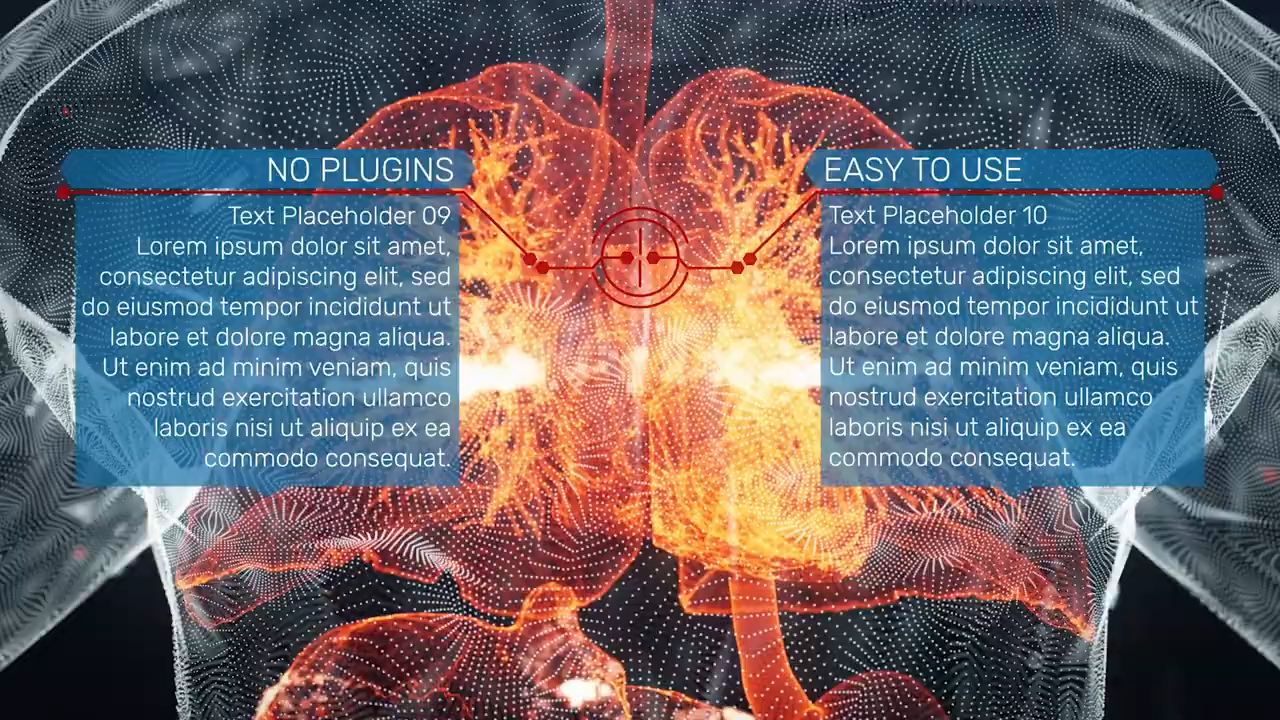 NO PLUGINS
Text Placeholder 09
Lorem ipsum dolor sit amet,
consectetur adipiscing elit, sed
do eiusmod tempor incididunt ut
labore et dolore magna aliqua.
Ut enim ad minim veniam, quis
nostrud exercitation ullamco
laboris nisi ut aliquip ex ea
commodo consequat.
EASY TO USE
Text Placeholder 10
Lorem ipsum dolor sit amet,
consectetur adipiscing elit, sed
do eiusmod tempor incididunt ut
labore et dolore magna aliqua.
Ut enim ad minim veniam, quis
nostrud exercitation ullamco
laboris nisi ut aliquip ex ea
commodo consequat.